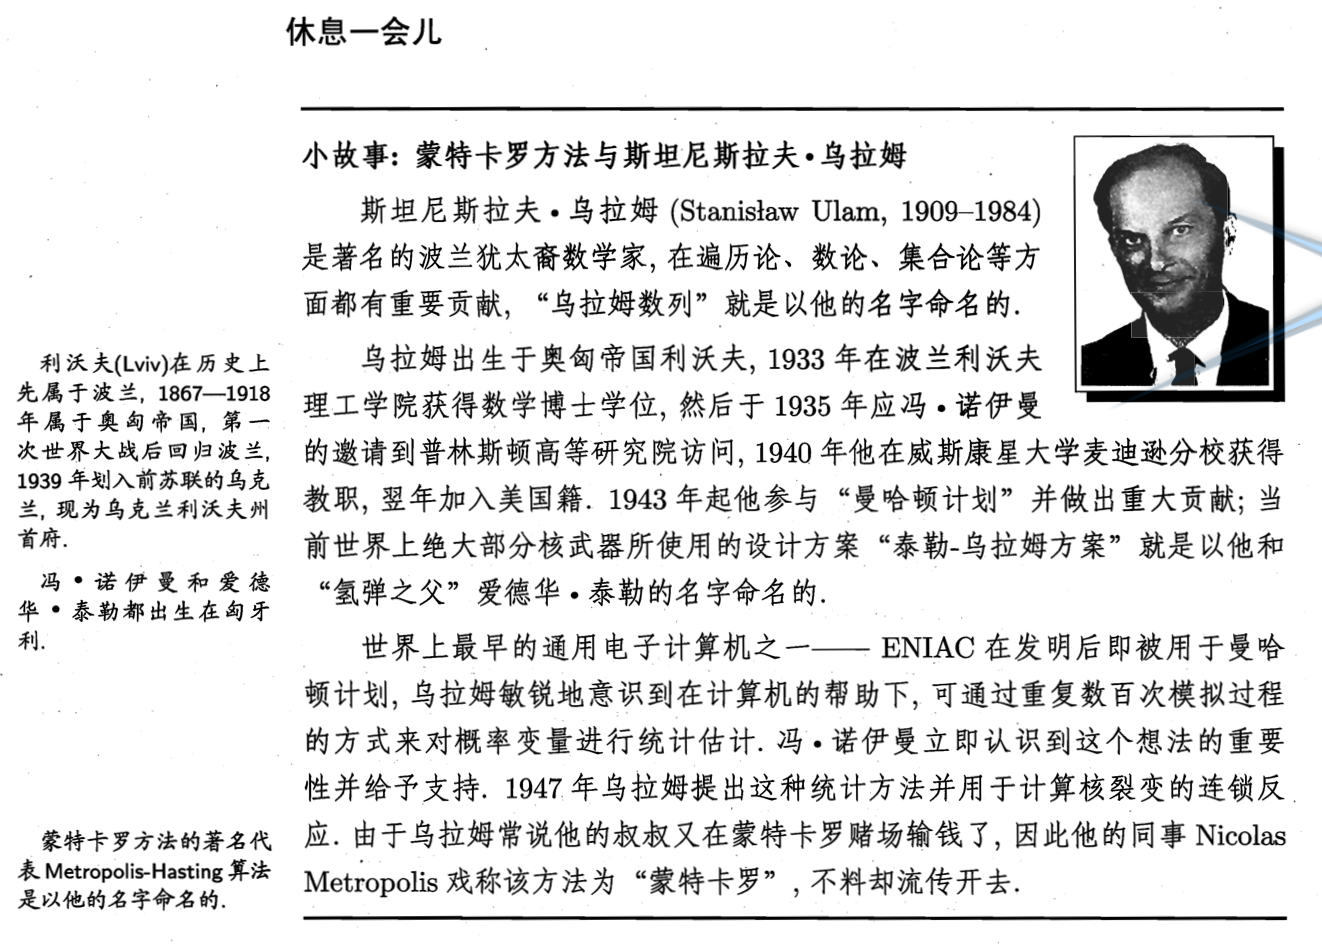 休息一会儿
小故事: 蒙特卡罗方法与斯坦尼斯拉夫•乌拉姆
斯坦尼斯拉夫•乌拉姆 (Stanisław Ulam, 1909–1984)
是著名的波兰犹太裔数学家, 在遍历论、数论、集合论等方
面都有重要贡献, “乌拉姆数列” 就是以他的名字命名的.
乌拉姆出生于奥匈帝国利沃夫, 1933 年在波兰利沃夫
理工学院获得数学博士学位, 然后于 1935 年应冯•诺伊曼
的邀请到普林斯顿高等研究院访问, 1940 年他在威斯康星大学麦迪逊分校获得
教职, 翌年加入美国籍. 1943 年起他参与 “曼哈顿计划” 并做出重大贡献; 当
前世界上绝大部分核武器所使用的设计方案 “泰勒-乌拉姆方案” 就是以他和
“氢弹之父” 爱德华•泰勒的名字命名的.
世界上最早的通用电子计算机之一—— ENIAC 在发明后即被用于曼哈
顿计划, 乌拉姆敏锐地意识到在计算机的帮助下, 可通过重复数百次模拟过程
的方式来对概率变量进行统计估计. 冯•诺伊曼立即认识到这个想法的重要
性并给予支持. 1947 年乌拉姆提出这种统计方法并用于计算核裂变的连锁反
应. 由于乌拉姆常说他的叔叔又在蒙特卡罗赌场输钱了, 因此他的同事 Nicolas
Metropolis 戏称该方法为 “蒙特卡罗” , 不料却流传开去.
利沃夫(Lviv)在历史上
先属于波兰, 1867—1918
年属于奥匈帝国, 第一
次世界大战后回归波兰,
1939 年划入前苏联的乌克
兰, 现为乌克兰利沃夫州
首府.
冯•诺伊曼和爱德
华•泰勒都出生在匈牙
利.
蒙特卡罗方法的著名代
表 Metropolis-Hasting 算法
是以他的名字命名的.